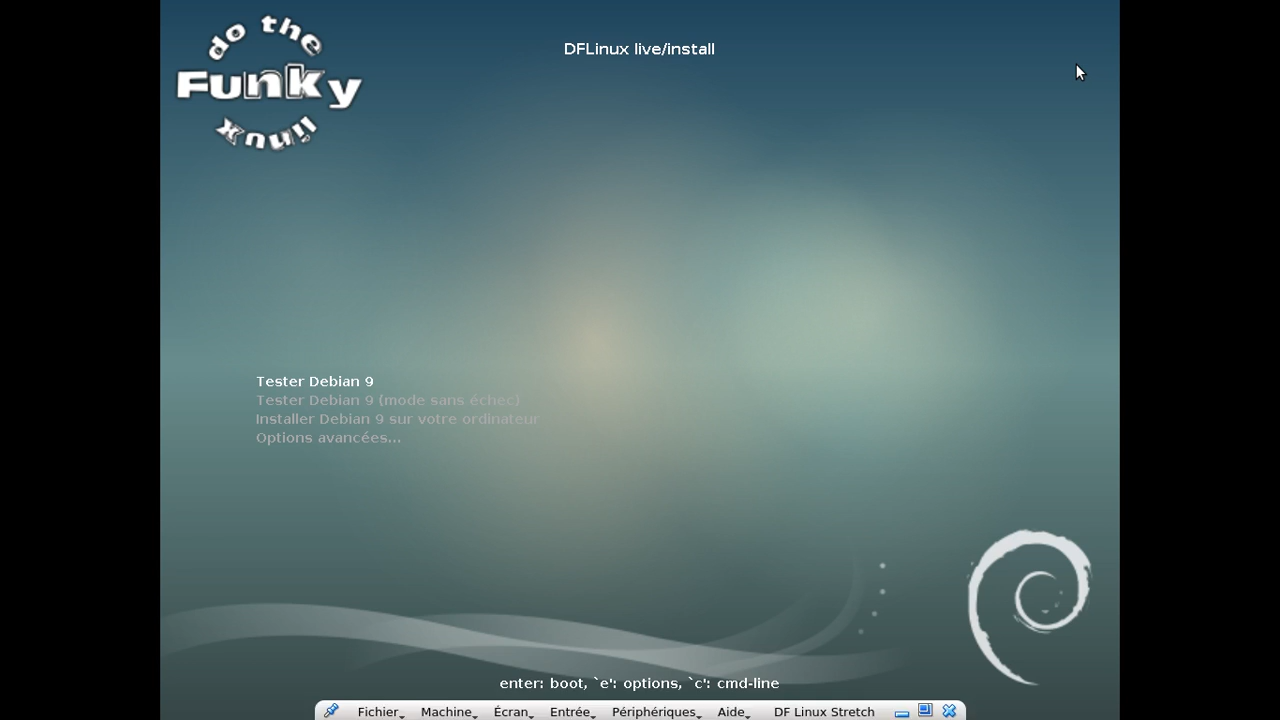 do the
Funky
linux
DFLinux live/install
Tester Debian 9
Tester Debian 9 (mode sans échec)
Installer Debian 9 sur votre ordinateur
Options avancées...
enter: boot, `e': options, `c': cmd-line
Fichier Machine Écran Entrée Périphériques Aide DF Linux Stretch